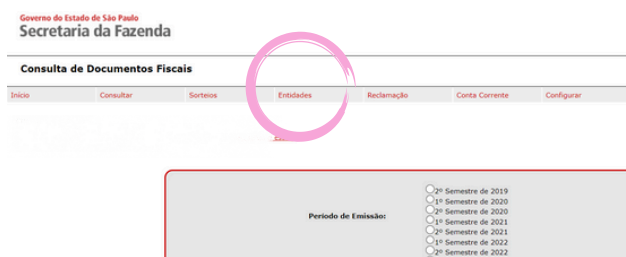 Governo do Estado de São Paulo
Secretaria da Fazenda
Consulta de Documentos Fiscais
Início Consultar Sorteios Entidades Reclamação Conta Corrente Configurar
2º Semestre de 2019
1º Semestre de 2020
Período de Emissão: 2º Semestre de 2020
1º Semestre de 2021
2º Semestre de 2021
1º Semestre de 2022
2º Semestre de 2022